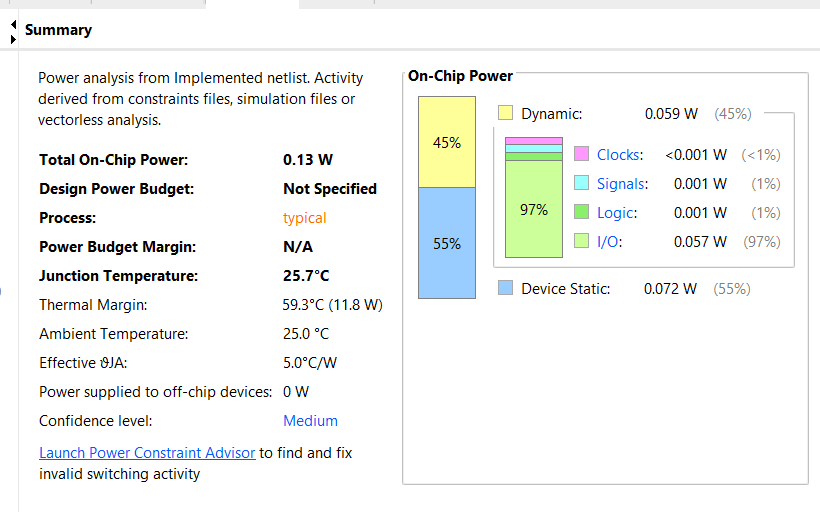 Summary
Power analysis from Implemented netlist. Activity
derived from constraints files, simulation files or
vectorless analysis.
Total On-Chip Power: 0.13 W
Design Power Budget: Not Specified
Process: typical
Power Budget Margin: N/A
Junction Temperature: 25.7°C
Thermal Margin: 59.3°C (11.8 W)
Ambient Temperature: 25.0 °C
Effective ϑJA: 5.0°C/W
Power supplied to off-chip devices: 0 W
Confidence level: Medium
Launch Power Constraint Advisor to find and fix
invalid switching activity
On-Chip Power
45%
55%
Dynamic: 0.059 W (45%)
97%
Clocks: <0.001 W (<1%)
Signals: 0.001 W (1%)
Logic: 0.001 W (1%)
I/O: 0.057 W (97%)
Device Static: 0.072 W (55%)